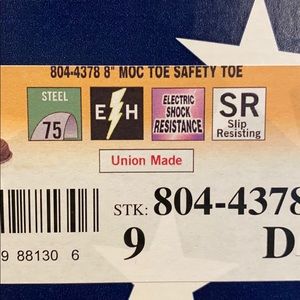 804-4378 8" MOC TOE SAFETY TOE
STEEL
75
EH
ELECTRIC
SHOCK
RESISTANCE
SR
Slip
Resisting
Union Made
STK: 804-4378
9 D
9 88130 6